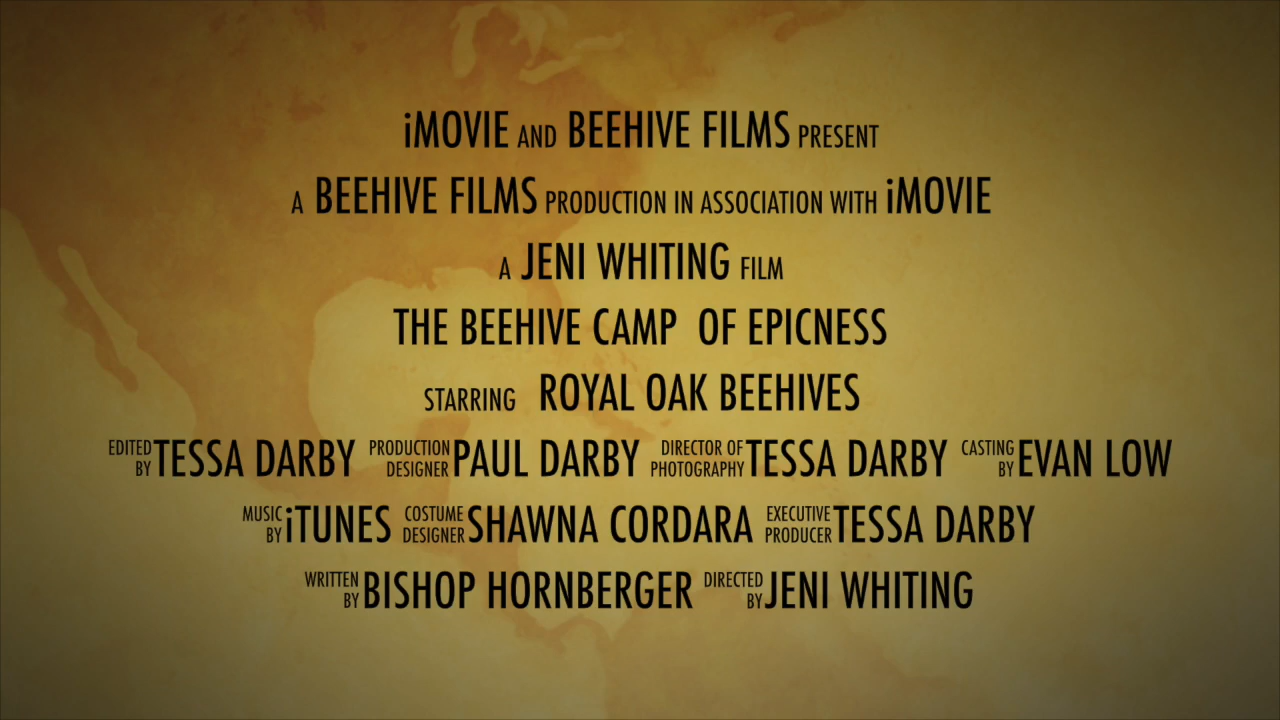 iMOVIE AND BEEHIVE FILMS PRESENT
A BEEHIVE FILMS PRODUCTION IN ASSOCIATION WITH iMOVIE
A JENI WHITING FILM
THE BEEHIVE CAMP OF EPICNESS
STARRING ROYAL OAK BEEHIVES
EDITED BY TESSA DARBY PRODUCTION DESIGNER PAUL DARBY DIRECTOR OF PHOTOGRAPHY TESSA DARBY CASTING BY EVAN LOW
MUSIC BY iTUNES COSTUME DESIGNER SHAWNA CORDARA EXECUTIVE PRODUCER TESSA DARBY
WRITTEN BY BISHOP HORNBERGER DIRECTED BY JENI WHITING